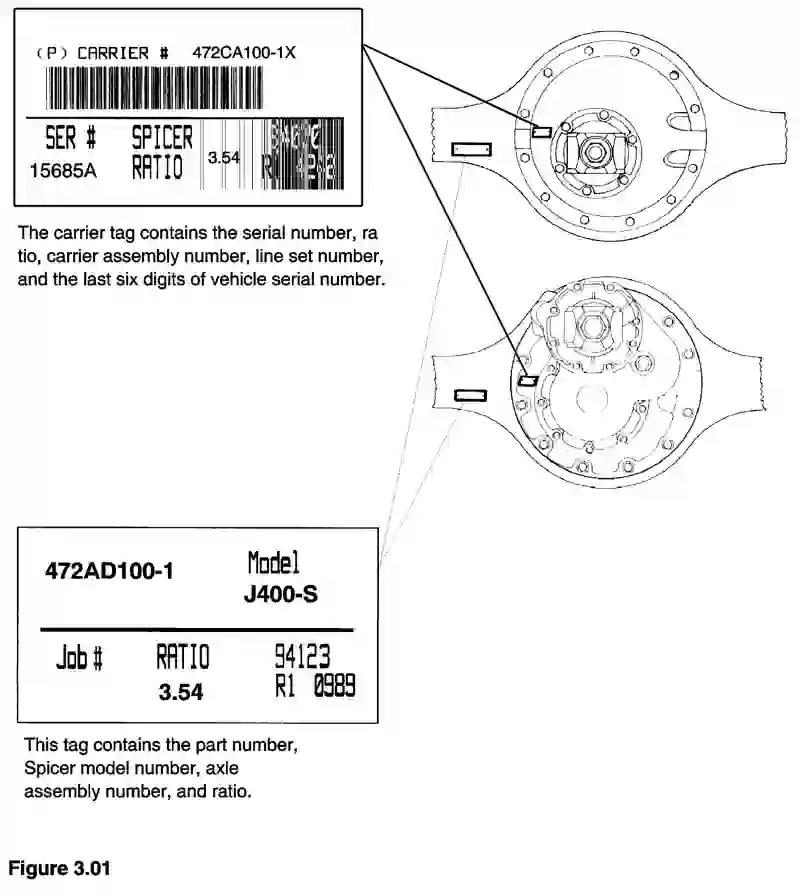 (P) CARRIER # 472CA100-1X
SER # SPICER
15685A RATIO 3.54
The carrier tag contains the serial number, ra
tio, carrier assembly number, line set number,
and the last six digits of vehicle serial number.
472AD100-1 Model
J400-S
Job # RATIO 94123
3.54 R1 0989
This tag contains the part number,
Spicer model number, axle
assembly number, and ratio.
Figure 3.01